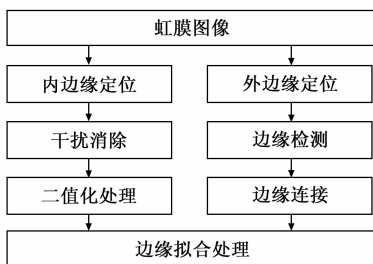 虹膜图像
内边缘定位
外边缘定位
干扰消除
边缘检测
二值化处理
边缘连接
边缘拟合处理